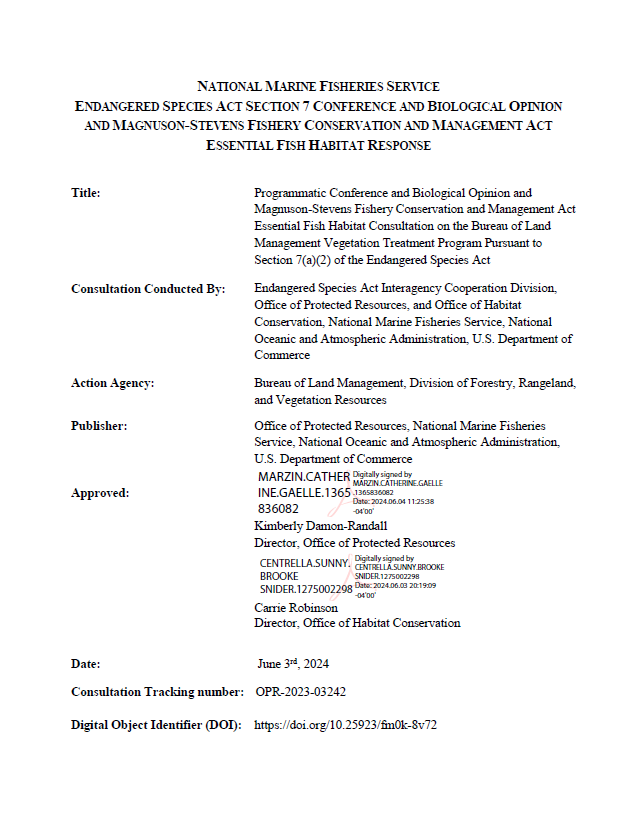 NATIONAL MARINE FISHERIES SERVICE
ENDANGERED SPECIES ACT SECTION 7 CONFERENCE AND BIOLOGICAL OPINION
AND MAGNUSON-STEVENS FISHERY CONSERVATION AND MANAGEMENT ACT
ESSENTIAL FISH HABITAT RESPONSE
Title: Programmatic Conference and Biological Opinion and
Magnuson-Stevens Fishery Conservation and Management Act
Essential Fish Habitat Consultation on the Bureau of Land
Management Vegetation Treatment Program Pursuant to
Section 7(a)(2) of the Endangered Species Act
Consultation Conducted By: Endangered Species Act Interagency Cooperation Division,
Office of Protected Resources, and Office of Habitat
Conservation, National Marine Fisheries Service, National
Oceanic and Atmospheric Administration, U.S. Department of
Commerce
Action Agency: Bureau of Land Management, Division of Forestry, Rangeland,
and Vegetation Resources
Publisher: Office of Protected Resources, National Marine Fisheries
Service, National Oceanic and Atmospheric Administration,
U.S. Department of Commerce
Approved:
MARZIN.CATHER
INE.GAELLE.1365
836082
Digitally signed by
MARZIN.CATHERINE.GAELLE
.1365836082
Date: 2024.06.04 11:25:38
-04'00'
Kimberly Damon-Randall
Director, Office of Protected Resources
CENTRELLA.SUNNY.
BROOKE
SNIDER.1275002298
Digitally signed by
CENTRELLA.SUNNY.BROOKE
SNIDER.1275002298
Date: 2024.06.03 20:19:09
-04'00'
Carrie Robinson
Director, Office of Habitat Conservation
Date: June 3rd, 2024
Consultation Tracking number: OPR-2023-03242
Digital Object Identifier (DOI): https://doi.org/10.25923/fm0k-8v72